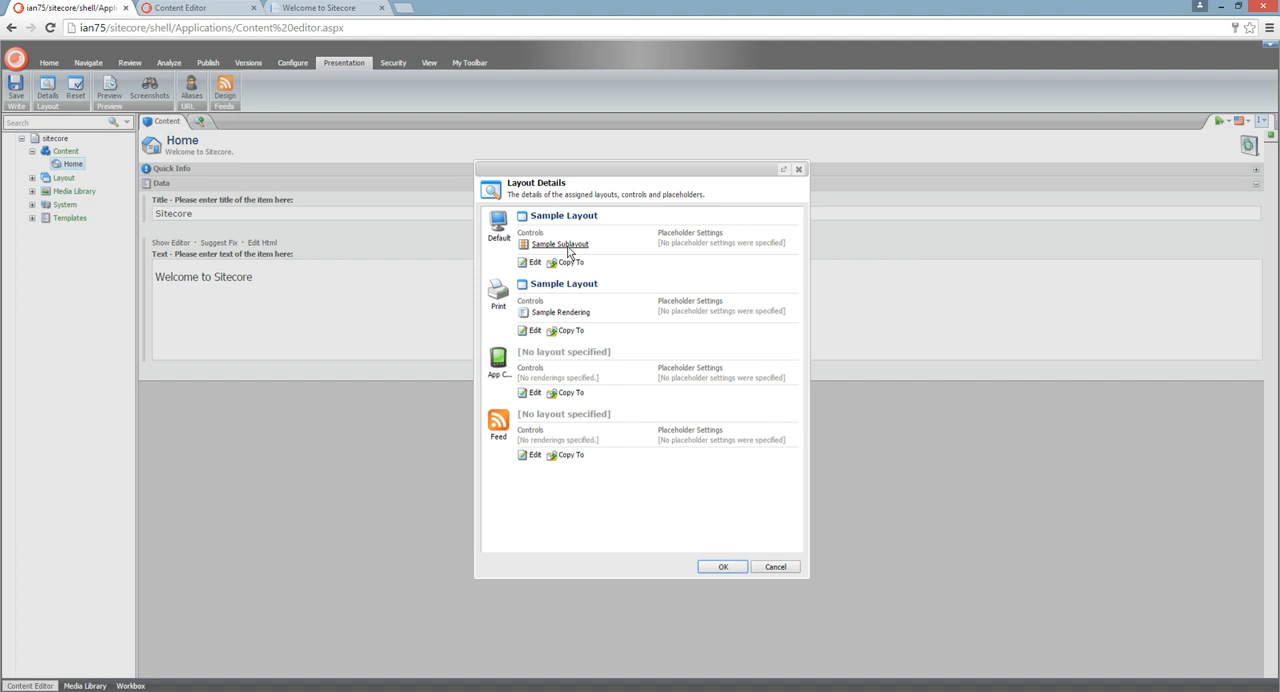 ian75/sitecore/shell/Appli
Content Editor
Welcome to Sitecore
ian75/sitecore/shell/Applications/Content%20editor.aspx
Home Navigate Review Analyze Publish Versions Configure Presentation Security View My Toolbar
Save Details Reset Preview Screenshots Aliases Design
Write Layout Preview URL Feeds
Search
Content
1
sitecore
Content
Home
Layout
Media Library
System
Templates
Home
Welcome to Sitecore.
Quick Info
Data
Title - Please enter title of the item here:
Sitecore
Show Editor · Suggest Fix · Edit Html
Text - Please enter text of the item here:
Welcome to Sitecore
Layout Details
The details of the assigned layouts, controls and placeholders.
Default
Sample Layout
Controls Placeholder Settings
Sample Sublayout [No placeholder settings were specified]
Edit Copy To
Print
Sample Layout
Controls Placeholder Settings
Sample Rendering [No placeholder settings were specified]
Edit Copy To
App C...
[No layout specified]
Controls Placeholder Settings
[No renderings specified.] [No placeholder settings were specified]
Edit Copy To
Feed
[No layout specified]
Controls Placeholder Settings
[No renderings specified.] [No placeholder settings were specified]
Edit Copy To
OK Cancel
Content Editor Media Library Workbox